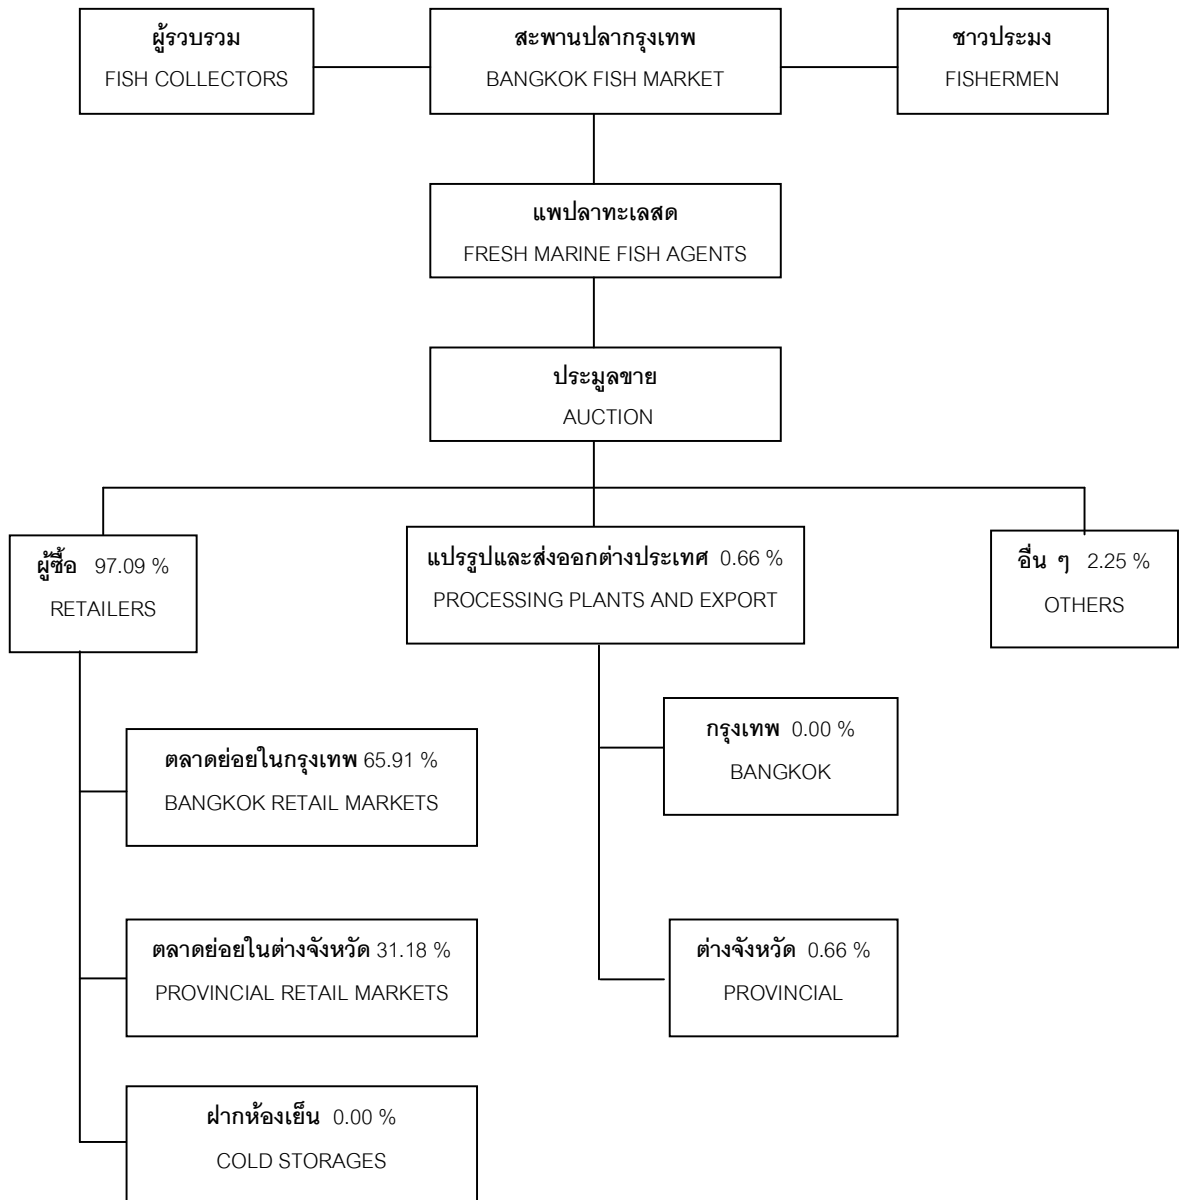 ผู้รวบรวม
FISH COLLECTORS
สะพานปลากรุงเทพ
BANGKOK FISH MARKET
ชาวประมง
FISHERMEN
แพปลาทะเลสด
FRESH MARINE FISH AGENTS
ประมูลขาย
AUCTION
ผู้ซื้อ 97.09 %
RETAILERS
แปรรูปและส่งออกต่างประเทศ 0.66 %
PROCESSING PLANTS AND EXPORT
อื่น ๆ 2.25 %
OTHERS
ตลาดย่อยในกรุงเทพ 65.91 %
BANGKOK RETAIL MARKETS
ตลาดย่อยในต่างจังหวัด 31.18 %
PROVINCIAL RETAIL MARKETS
ฝากห้องเย็น 0.00 %
COLD STORAGES
กรุงเทพ 0.00 %
BANGKOK
ต่างจังหวัด 0.66 %
PROVINCIAL